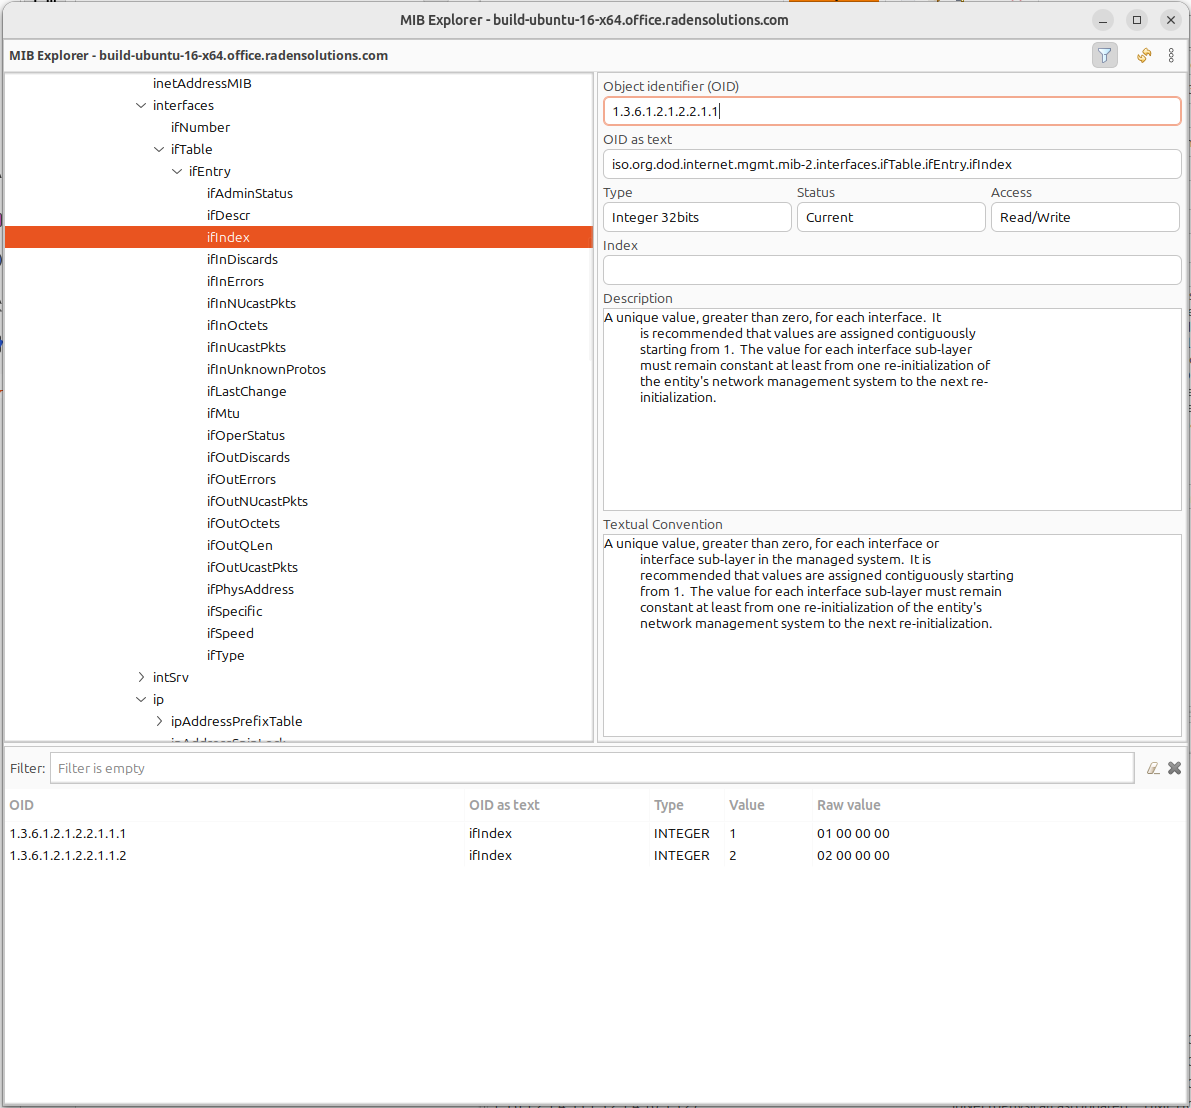 MIB Explorer - build-ubuntu-16-x64.office.radensolutions.com
MIB Explorer - build-ubuntu-16-x64.office.radensolutions.com
inetAddressMIB
interfaces
ifNumber
ifTable
ifEntry
ifAdminStatus
ifDescr
ifIndex
ifInDiscards
ifInErrors
ifInNUcastPkts
ifInOctets
ifInUcastPkts
ifInUnknownProtos
ifLastChange
ifMtu
ifOperStatus
ifOutDiscards
ifOutErrors
ifOutNUcastPkts
ifOutOctets
ifOutQLen
ifOutUcastPkts
ifPhysAddress
ifSpecific
ifSpeed
ifType
intSrv
ip
ipAddressPrefixTable
Object identifier (OID)
1.3.6.1.2.1.2.2.1.1
OID as text
iso.org.dod.internet.mgmt.mib-2.interfaces.ifTable.ifEntry.ifIndex
Type Status Access
Integer 32bits Current Read/Write
Index
Description
A unique value, greater than zero, for each interface. It
is recommended that values are assigned contiguously
starting from 1. The value for each interface sub-layer
must remain constant at least from one re-initialization of
the entity's network management system to the next re-
initialization.
Textual Convention
A unique value, greater than zero, for each interface or
interface sub-layer in the managed system. It is
recommended that values are assigned contiguously starting
from 1. The value for each interface sub-layer must remain
constant at least from one re-initialization of the entity's
network management system to the next re-initialization.
Filter: Filter is empty
OID OID as text Type Value Raw value
1.3.6.1.2.1.2.2.1.1.1 ifIndex INTEGER 1 01 00 00 00
1.3.6.1.2.1.2.2.1.1.2 ifIndex INTEGER 2 02 00 00 00